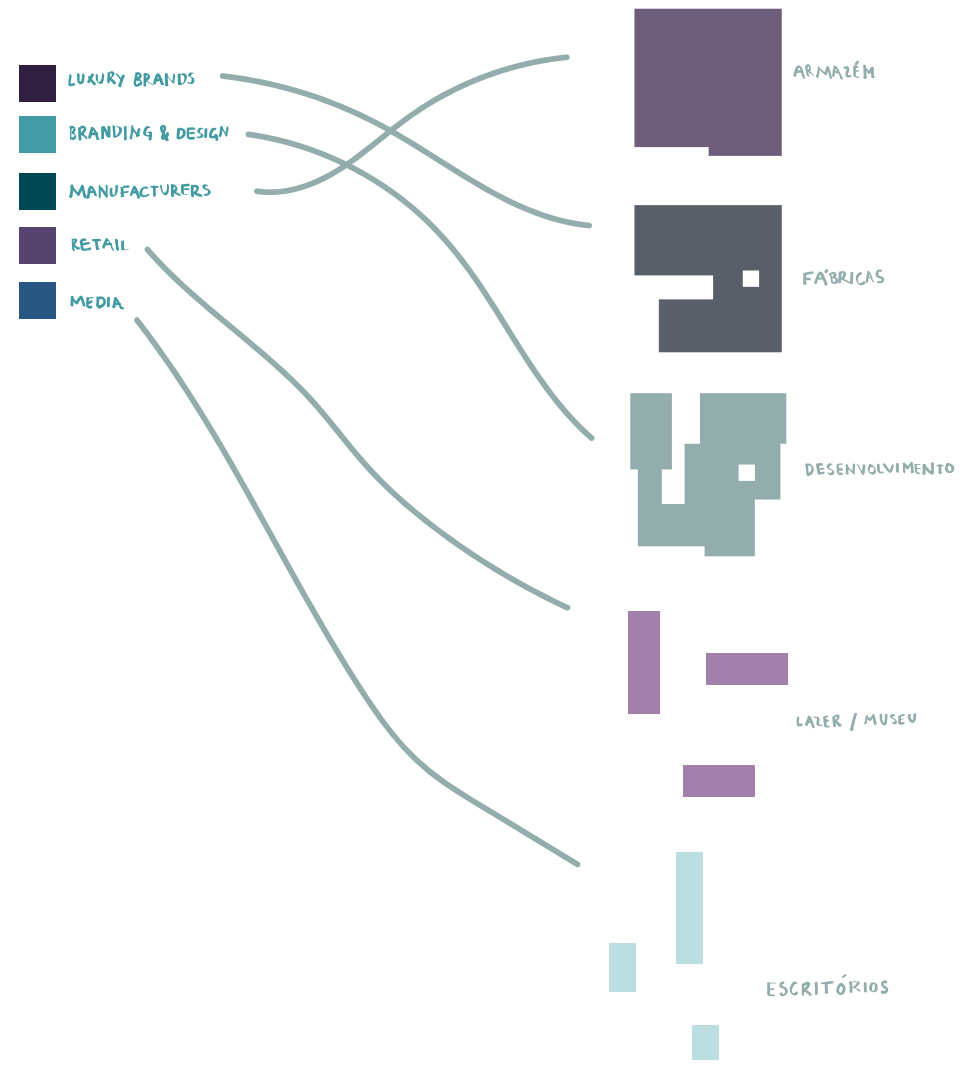 LUXURY BRANDS
BRANDING & DESIGN
MANUFACTURERS
RETAIL
MEDIA
ARMAZÉM
FÁBRICAS
DESENVOLVIMENTO
LAZER / MUSEU
ESCRITÓRIOS